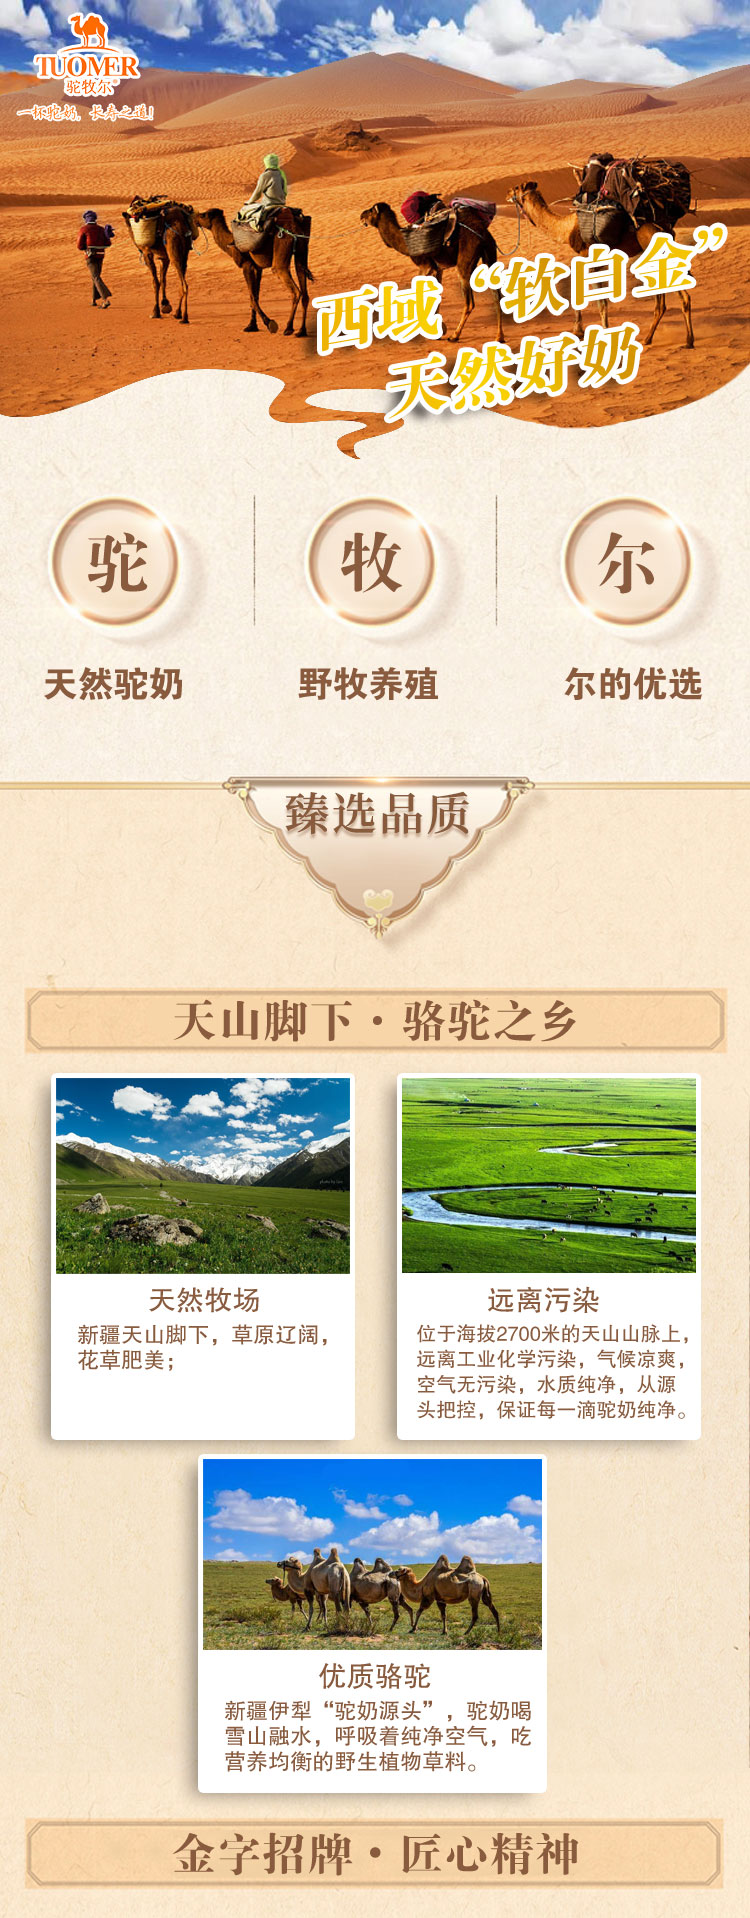 TUOMER
驼牧尔®
一杯驼奶，长寿之道！
西域“软白金”
天然好奶
驼
牧
尔
天然驼奶
野牧养殖
尔的优选
臻选品质
天山脚下·骆驼之乡
天然牧场
新疆天山脚下，草原辽阔，
花草肥美；
远离污染
位于海拔2700米的天山山脉上，
远离工业化学污染，气候凉爽，
空气无污染，水质纯净，从源
头把控，保证每一滴驼奶纯净。
优质骆驼
新疆伊犁“驼奶源头”，驼奶喝
雪山融水，呼吸着纯净空气，吃
营养均衡的野生植物草料。
金字招牌·匠心精神